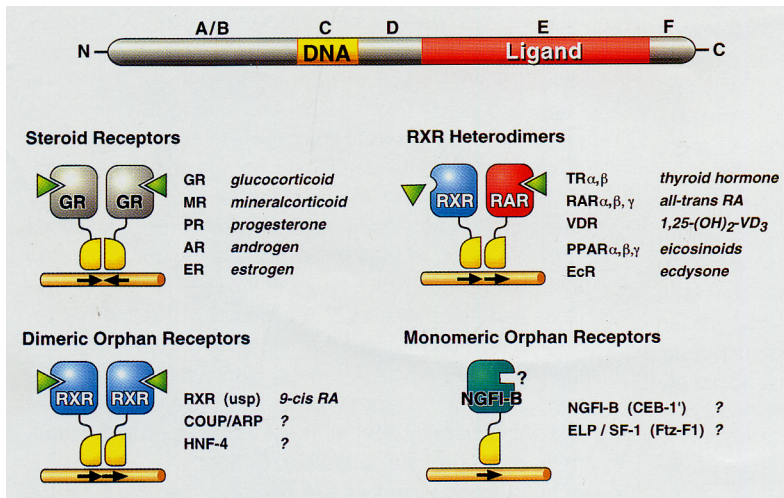 A/B C D E F
N DNA Ligand C
Steroid Receptors
GR GR
GR glucocorticoid
MR mineralcorticoid
PR progesterone
AR androgen
ER estrogen
RXR Heterodimers
RXR RAR
TRα,β thyroid hormone
RARα,β, γ all-trans RA
VDR 1,25-(OH)₂-VD₃
PPARα,β,γ eicosinoids
EcR ecdysone
Dimeric Orphan Receptors
RXR RXR
RXR (usp) 9-cis RA
COUP/ARP ?
HNF-4 ?
Monomeric Orphan Receptors
?
NGFI-B
NGFI-B (CEB-1') ?
ELP / SF-1 (Ftz-F1) ?